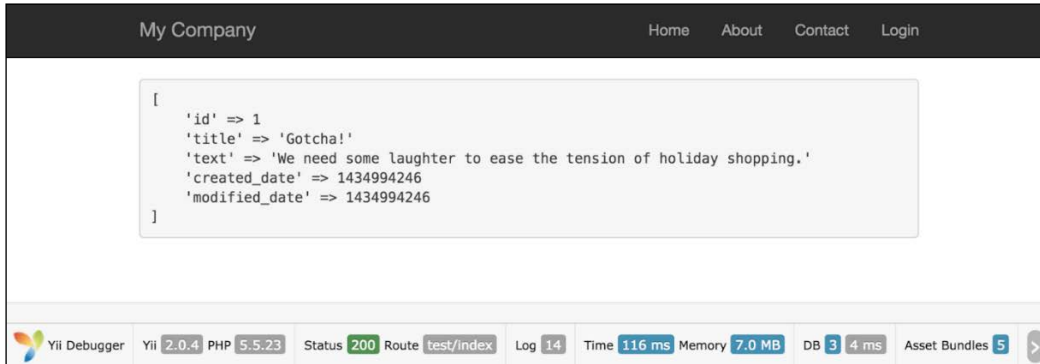 My Company Home About Contact Login
[
'id' => 1
'title' => 'Gotcha!'
'text' => 'We need some laughter to ease the tension of holiday shopping.'
'created_date' => 1434994246
'modified_date' => 1434994246
]
Yii Debugger Yii 2.0.4 PHP 5.5.23 Status 200 Route test/index Log 14 Time 116 ms Memory 7.0 MB DB 3 4 ms Asset Bundles 5